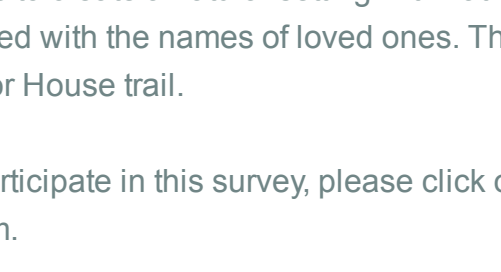 ed with the names of loved ones. Th
or House trail.
rticipate in this survey, please click